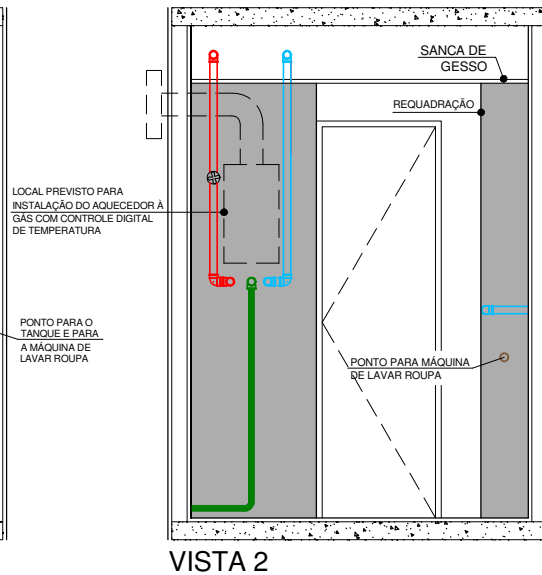 SANCA DE
GESSO
REQUADRAÇÃO
LOCAL PREVISTO PARA
INSTALAÇÃO DO AQUECEDOR À
GÁS COM CONTROLE DIGITAL
DE TEMPERATURA
PONTO PARA O
TANQUE E PARA
A MÁQUINA DE
LAVAR ROUPA
PONTO PARA MÁQUINA
DE LAVAR ROUPA
VISTA 2